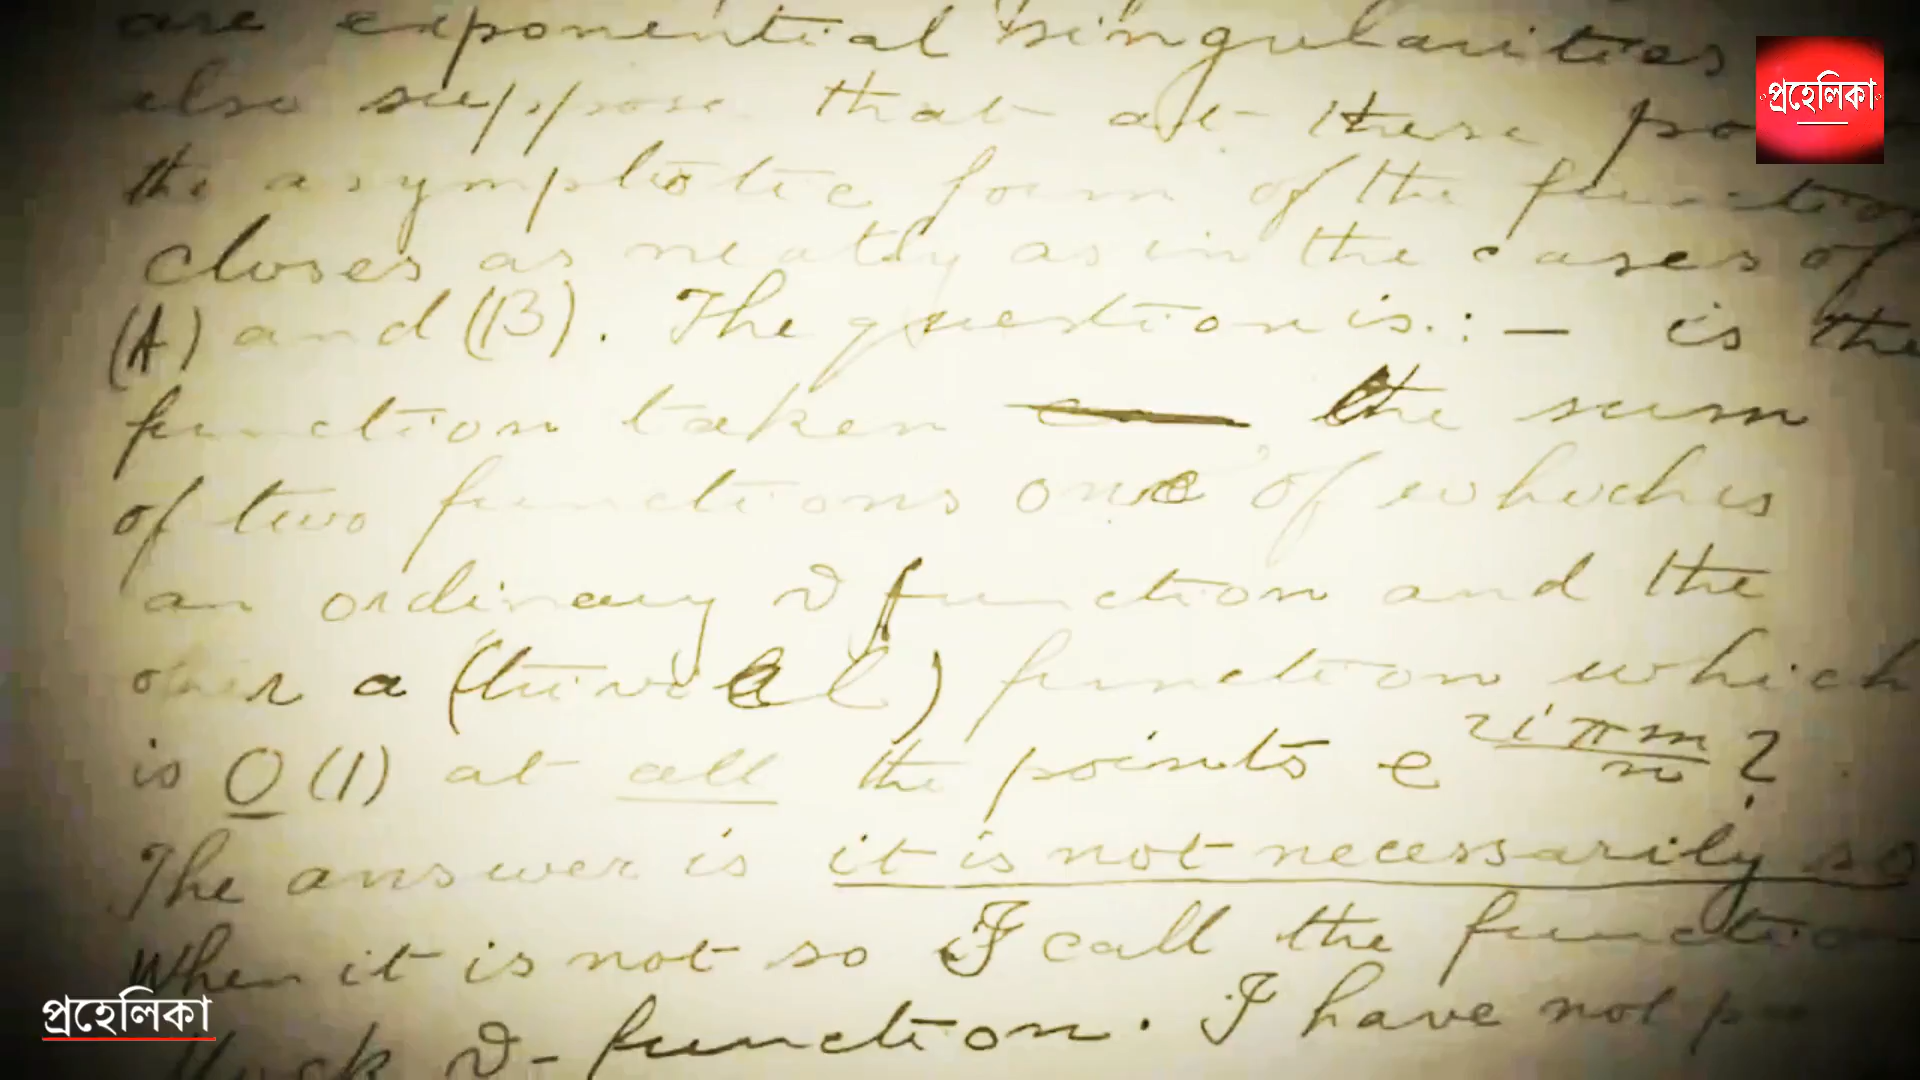 are exponential singularities
also suppose that at these po
the asymptotic form of the function
closes as neatly as in the cases of
(A) and (B). The question is: — is the
function taken the sum
of two functions one of which is
an ordinary ϑ function and the
other a (trivial) function which
is O(1) at all the points e^{2iπm/n}?
The answer is it is not necessarily so
When it is not so I call the function
Mock ϑ-function. I have not
প্রহেলিকা
প্রহেলিকা